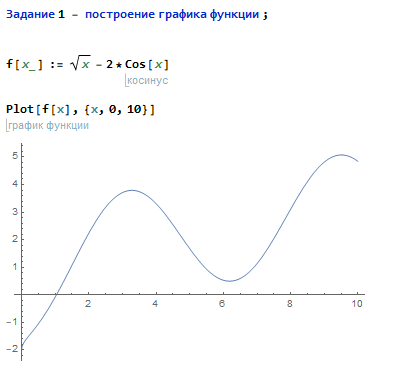 Задание 1 - построение графика функции ;
f[x_] := √x - 2 * Cos[x]
косинус
Plot[f[x], {x, 0, 10}]
график функции
5
4
3
2
1
2 4 6 8 10
-1
-2